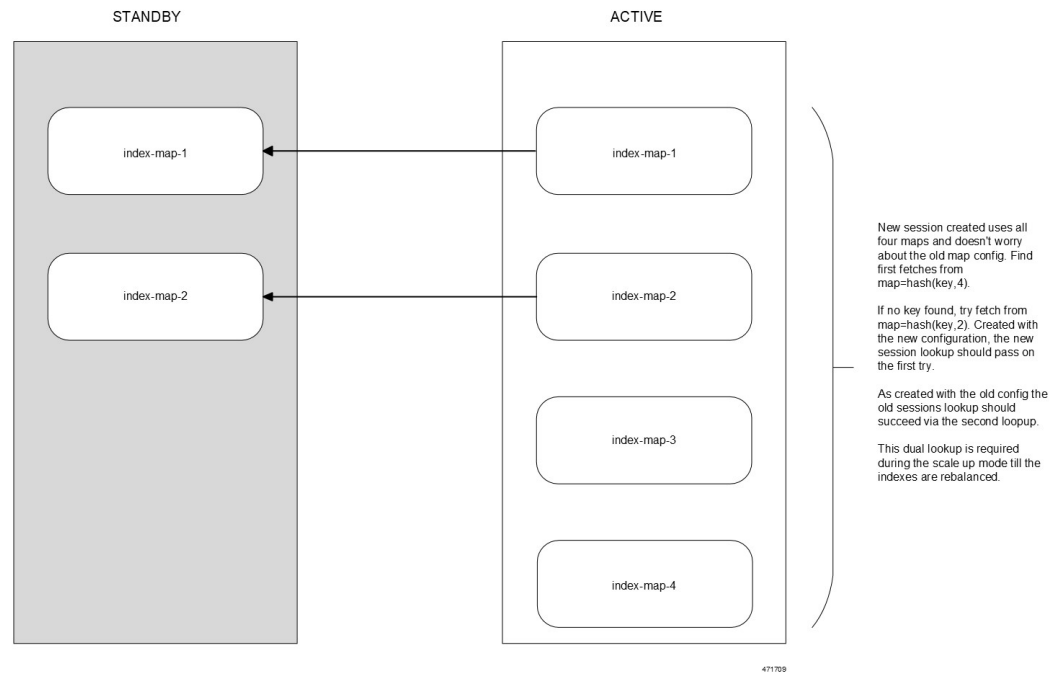 STANDBY
ACTIVE
index-map-1
index-map-1
index-map-2
index-map-2
index-map-3
index-map-4
New session created uses all
four maps and doesn't worry
about the old map config. Find
first fetches from
map=hash(key,4).
If no key found, try fetch from
map=hash(key,2). Created with
the new configuration, the new
session lookup should pass on
the first try.
As created with the old config the
old sessions lookup should
succeed via the second loopup.
This dual lookup is required
during the scale up mode till the
indexes are rebalanced.
471709